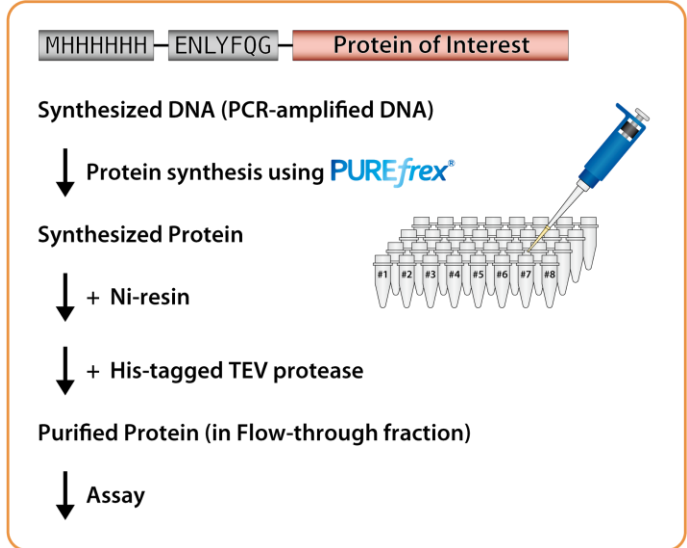 MHHHHHH ENLYFQG Protein of Interest
Synthesized DNA (PCR-amplified DNA)
Protein synthesis using PUREfrex®
Synthesized Protein
#1 #2 #3 #4 #5 #6 #7 #8
+ Ni-resin
+ His-tagged TEV protease
Purified Protein (in Flow-through fraction)
Assay